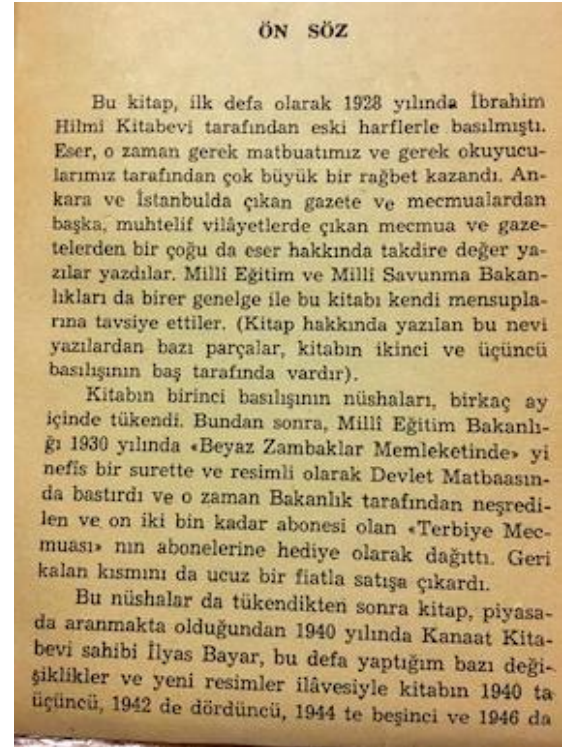 ÖN SÖZ
Bu kitap, ilk defa olarak 1928 yılında İbrahim
Hilmi Kitabevi tarafından eski harflerle basılmıştı.
Eser, o zaman gerek matbuatımız ve gerek okuyucu-
larımız tarafından çok büyük bir rağbet kazandı. An-
kara ve İstanbulda çıkan gazete ve mecmualardan
başka, muhtelif vilâyetlerde çıkan mecmua ve gaze-
telerden bir çoğu da eser hakkında takdire değer ya-
zılar yazdılar. Millî Eğitim ve Millî Savunma Bakan-
lıkları da birer genelge ile bu kitabı kendi mensupla-
rına tavsiye ettiler. (Kitap hakkında yazılan bu nevi
yazılardan bazı parçalar, kitabın ikinci ve üçüncü
basılışının baş tarafında vardır).
Kitabın birinci basılışının nüshaları, birkaç ay
içinde tükendi. Bundan sonra, Millî Eğitim Bakanlı-
ğı 1930 yılında «Beyaz Zambaklar Memleketinde» yi
nefis bir surette ve resimli olarak Devlet Matbaasın-
da bastırdı ve o zaman Bakanlık tarafından neşredi-
len ve on iki bin kadar abonesi olan «Terbiye Mec-
muası» nın abonelerine hediye olarak dağıttı. Geri
kalan kısmını da ucuz bir fiatla satışa çıkardı.
Bu nüshalar da tükendikten sonra kitap, piyasa-
da aranmakta olduğundan 1940 yılında Kanaat Kita-
bevi sahibi İlyas Bayar, bu defa yaptığım bazı deği-
şiklikler ve yeni resimler ilâvesiyle kitabın 1940 ta
üçüncü, 1942 de dördüncü, 1944 te beşinci ve 1946 da